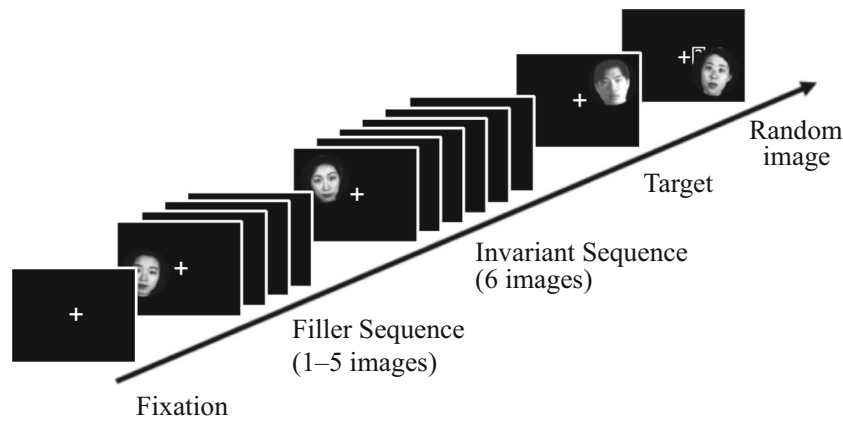 Fixation
Filler Sequence
(1–5 images)
Invariant Sequence
(6 images)
Target
Random
image